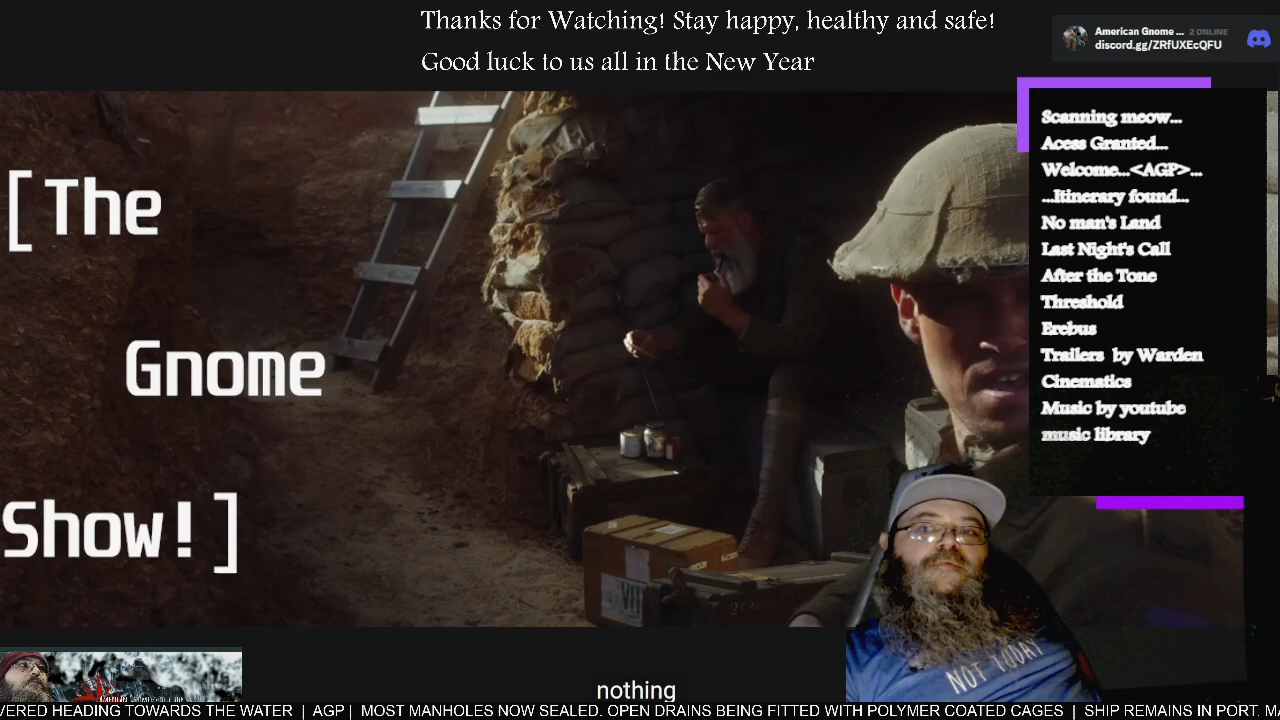 Thanks for Watching! Stay happy, healthy and safe!
Good luck to us all in the New Year
American Gnome ... 2 ONLINE
discord.gg/ZRfUXEcQFU
[The
Gnome
Show!]
Scanning meow...
Acess Granted...
Welcome...<AGP>...
...Itinerary found...
No man's Land
Last Night's Call
After the Tone
Threshold
Erebus
Trailers by Warden
Cinematics
Music by youtube
music library
NOT TODAY
nothing
VERED HEADING TOWARDS THE WATER | AGP | MOST MANHOLES NOW SEALED. OPEN DRAINS BEING FITTED WITH POLYMER COATED CAGES | SHIP REMAINS IN PORT. MA